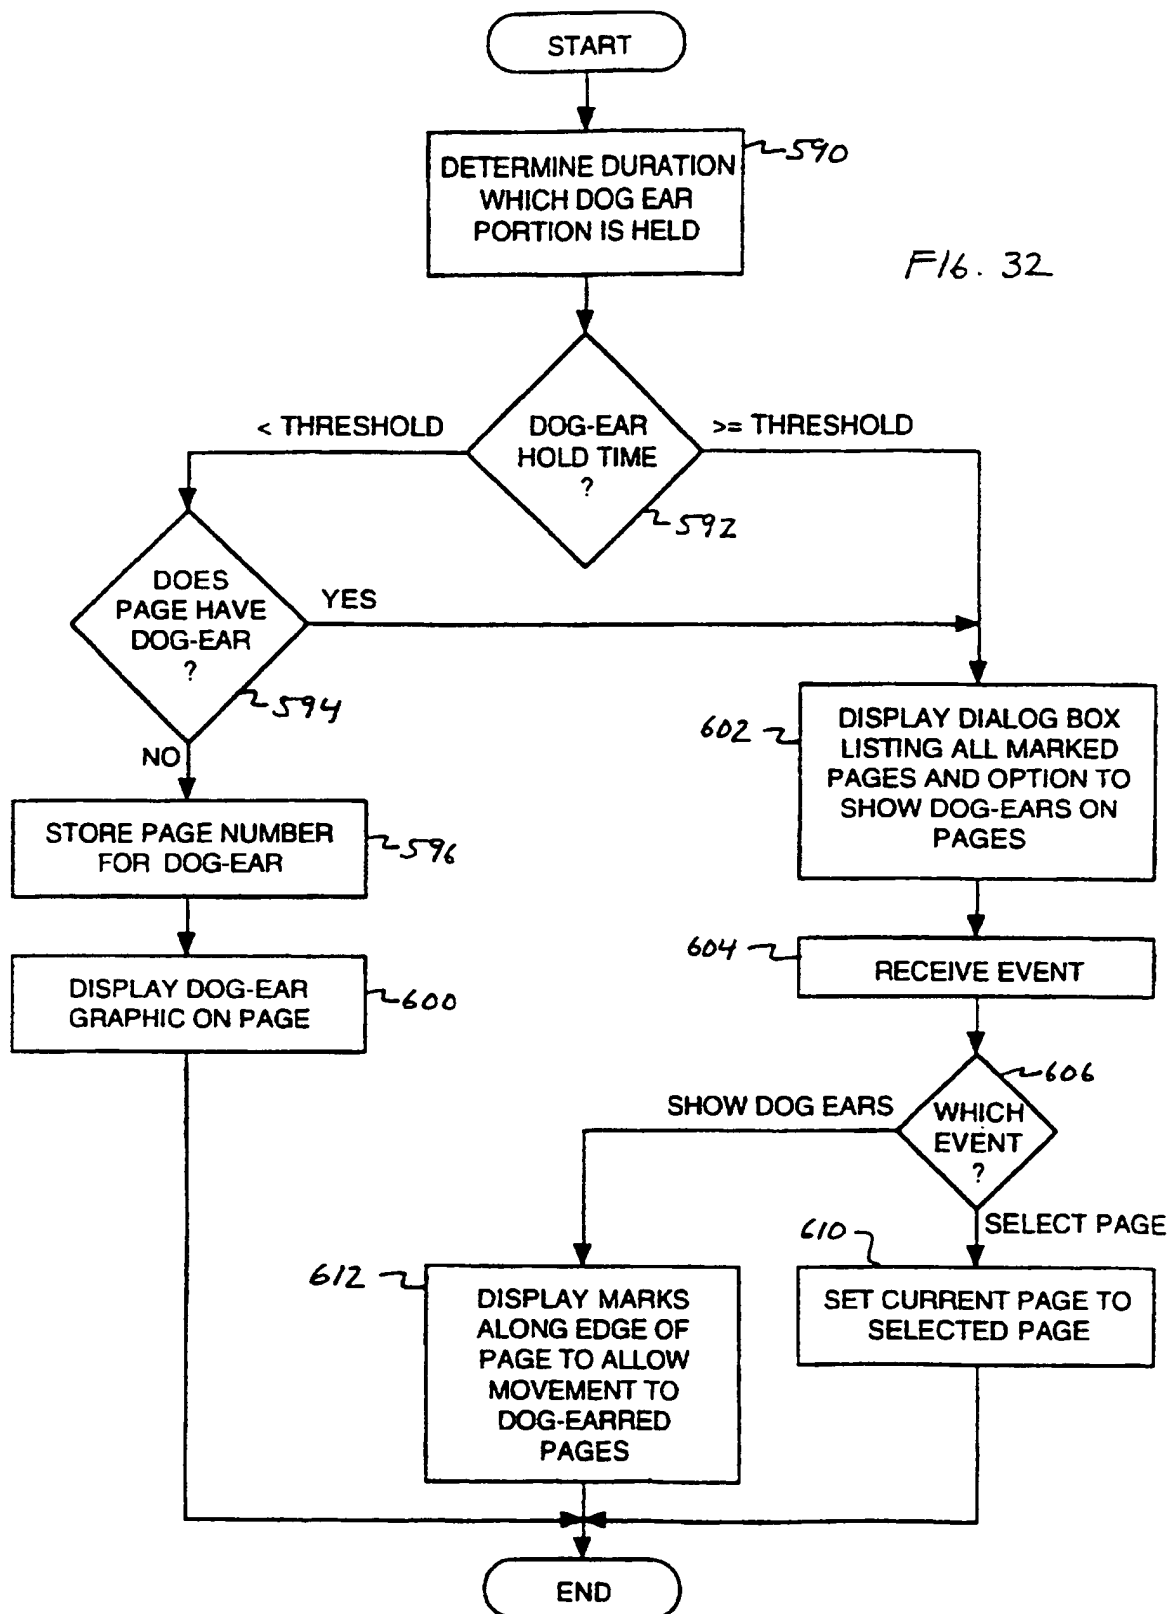 START
DETERMINE DURATION
WHICH DOG EAR
PORTION IS HELD
590
FIG. 32
< THRESHOLD
DOG-EAR
HOLD TIME
?
>= THRESHOLD
592
DOES
PAGE HAVE
DOG-EAR
?
YES
594
NO
602
DISPLAY DIALOG BOX
LISTING ALL MARKED
PAGES AND OPTION TO
SHOW DOG-EARS ON
PAGES
STORE PAGE NUMBER
FOR DOG-EAR
596
604
RECEIVE EVENT
DISPLAY DOG-EAR
GRAPHIC ON PAGE
600
606
SHOW DOG EARS
WHICH
EVENT
?
SELECT PAGE
610
612
DISPLAY MARKS
ALONG EDGE OF
PAGE TO ALLOW
MOVEMENT TO
DOG-EARRED
PAGES
SET CURRENT PAGE TO
SELECTED PAGE
END